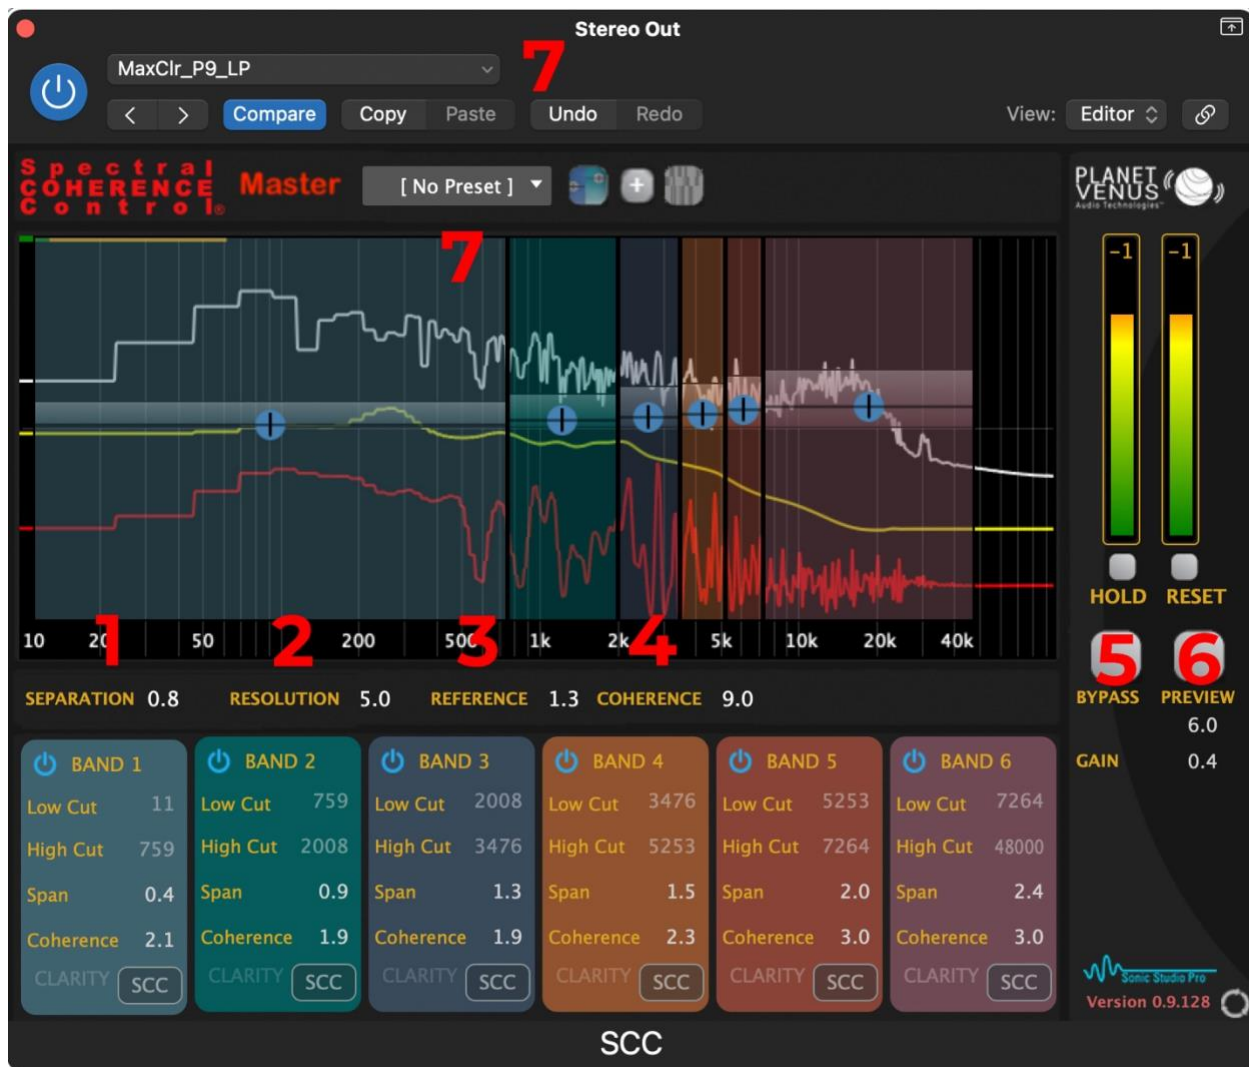 Stereo Out
MaxClr_P9_LP
7
Compare Copy Paste Undo Redo View: Editor
Spectral
COHERENCE
Control®
Master
[ No Preset ]
PLANET
VENUS
Audio Technologies™
7
-1 -1
HOLD RESET
10 20 50 200 500 1k 2k 5k 10k 20k 40k
1 2 3 4 5 6
SEPARATION 0.8 RESOLUTION 5.0 REFERENCE 1.3 COHERENCE 9.0
BYPASS PREVIEW
6.0
GAIN 0.4
BAND 1
Low Cut 11
High Cut 759
Span 0.4
Coherence 2.1
CLARITY SCC
BAND 2
Low Cut 759
High Cut 2008
Span 0.9
Coherence 1.9
CLARITY SCC
BAND 3
Low Cut 2008
High Cut 3476
Span 1.3
Coherence 1.9
CLARITY SCC
BAND 4
Low Cut 3476
High Cut 5253
Span 1.5
Coherence 2.3
CLARITY SCC
BAND 5
Low Cut 5253
High Cut 7264
Span 2.0
Coherence 3.0
CLARITY SCC
BAND 6
Low Cut 7264
High Cut 48000
Span 2.4
Coherence 3.0
CLARITY SCC
Sonic Studio Pro
Version 0.9.128
SCC